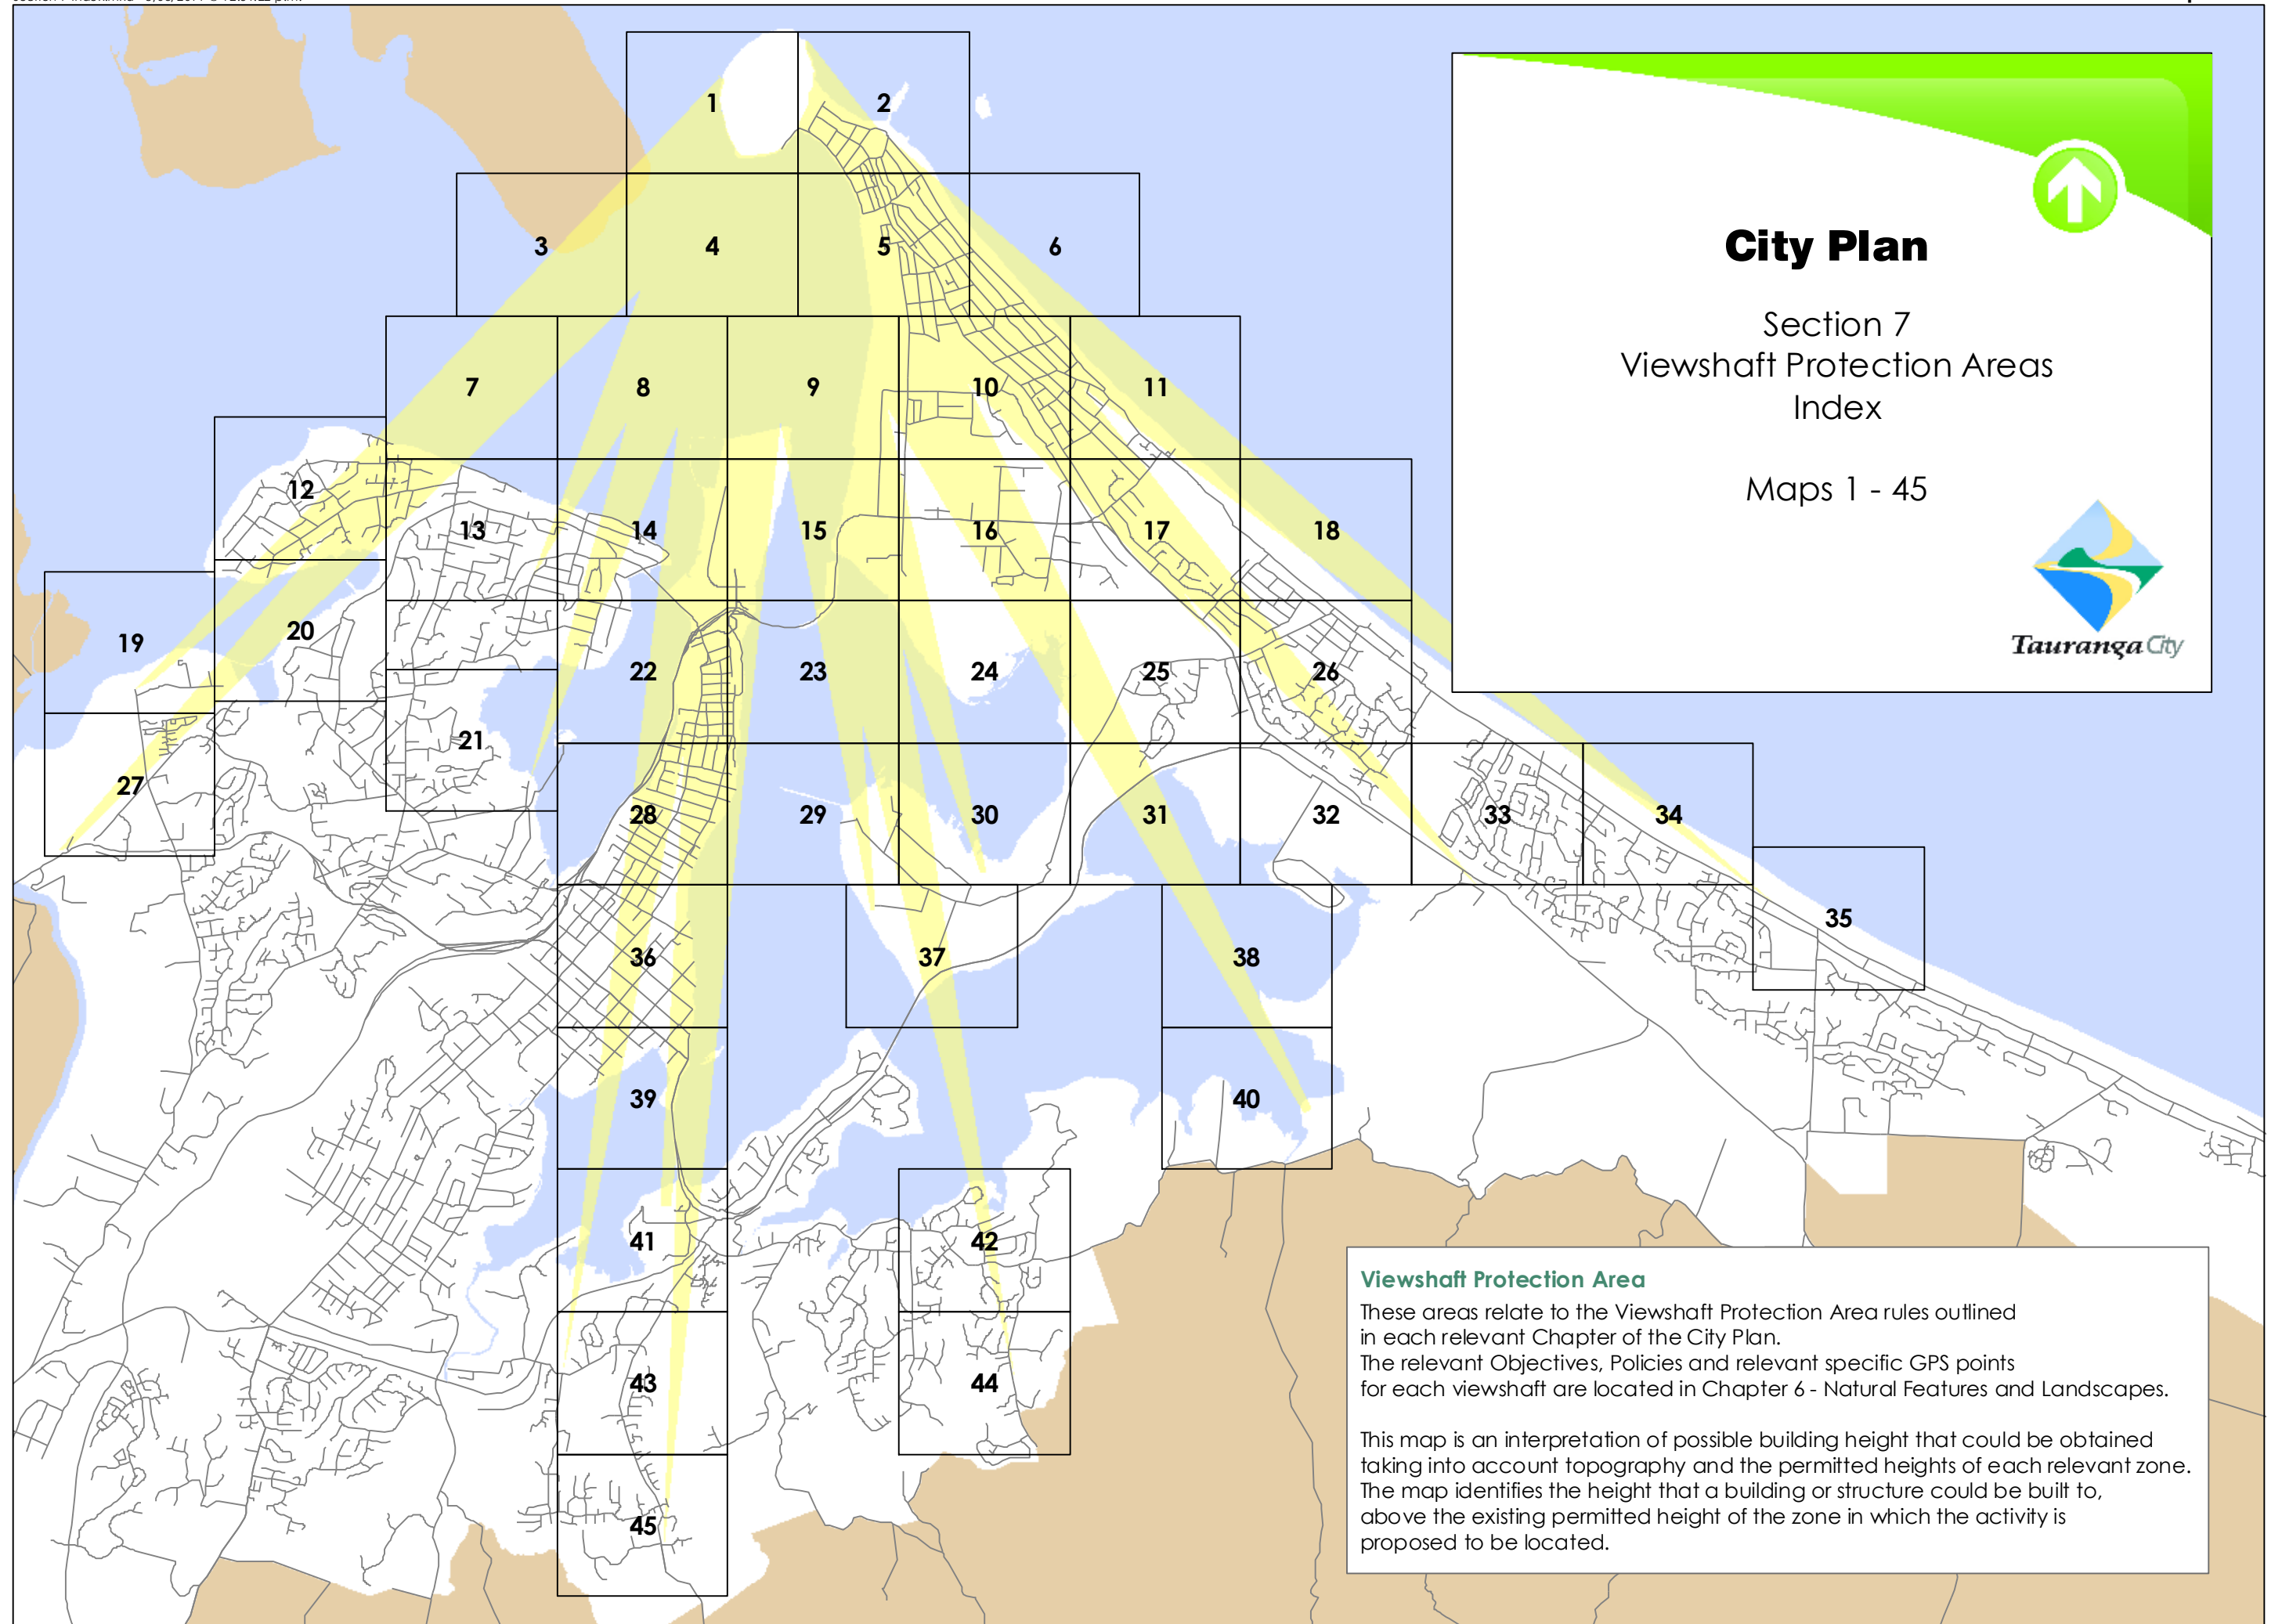 1
2
3
4
5
6
7
8
9
10
11
12
13
14
15
16
17
18
19
20
21
22
23
24
25
26
27
28
29
30
31
32
33
34
35
36
37
38
39
40
41
42
43
44
45
City Plan
Section 7
Viewshaft Protection Areas
Index
Maps 1 - 45
Tauranga City
Viewshaft Protection Area
These areas relate to the Viewshaft Protection Area rules outlined
in each relevant Chapter of the City Plan.
The relevant Objectives, Policies and relevant specific GPS points
for each viewshaft are located in Chapter 6 - Natural Features and Landscapes.
This map is an interpretation of possible building height that could be obtained
taking into account topography and the permitted heights of each relevant zone.
The map identifies the height that a building or structure could be built to,
above the existing permitted height of the zone in which the activity is
proposed to be located.